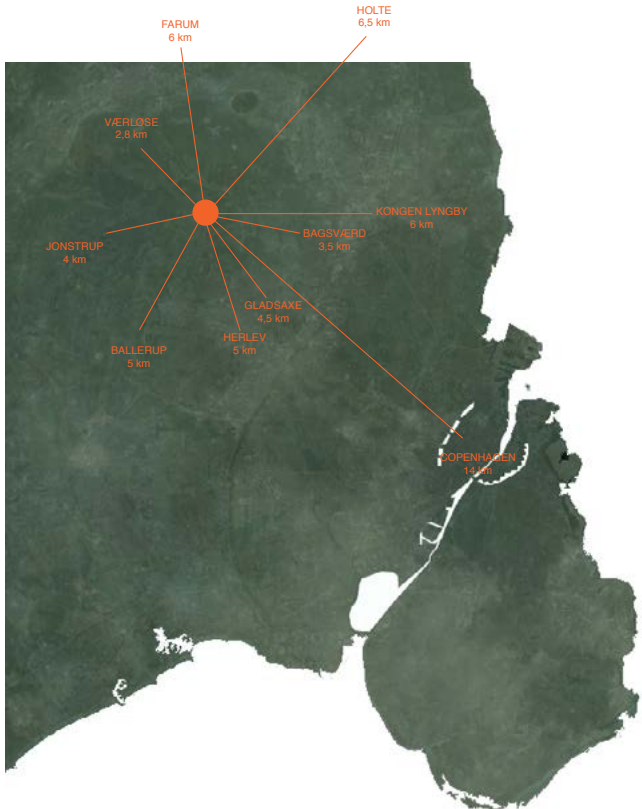 HOLTE
6,5 km
FARUM
6 km
VÆRLØSE
2,8 km
KONGEN LYNGBY
6 km
BAGSVÆRD
3,5 km
JONSTRUP
4 km
GLADSAXE
4,5 km
HERLEV
5 km
BALLERUP
5 km
COPENHAGEN
14 km